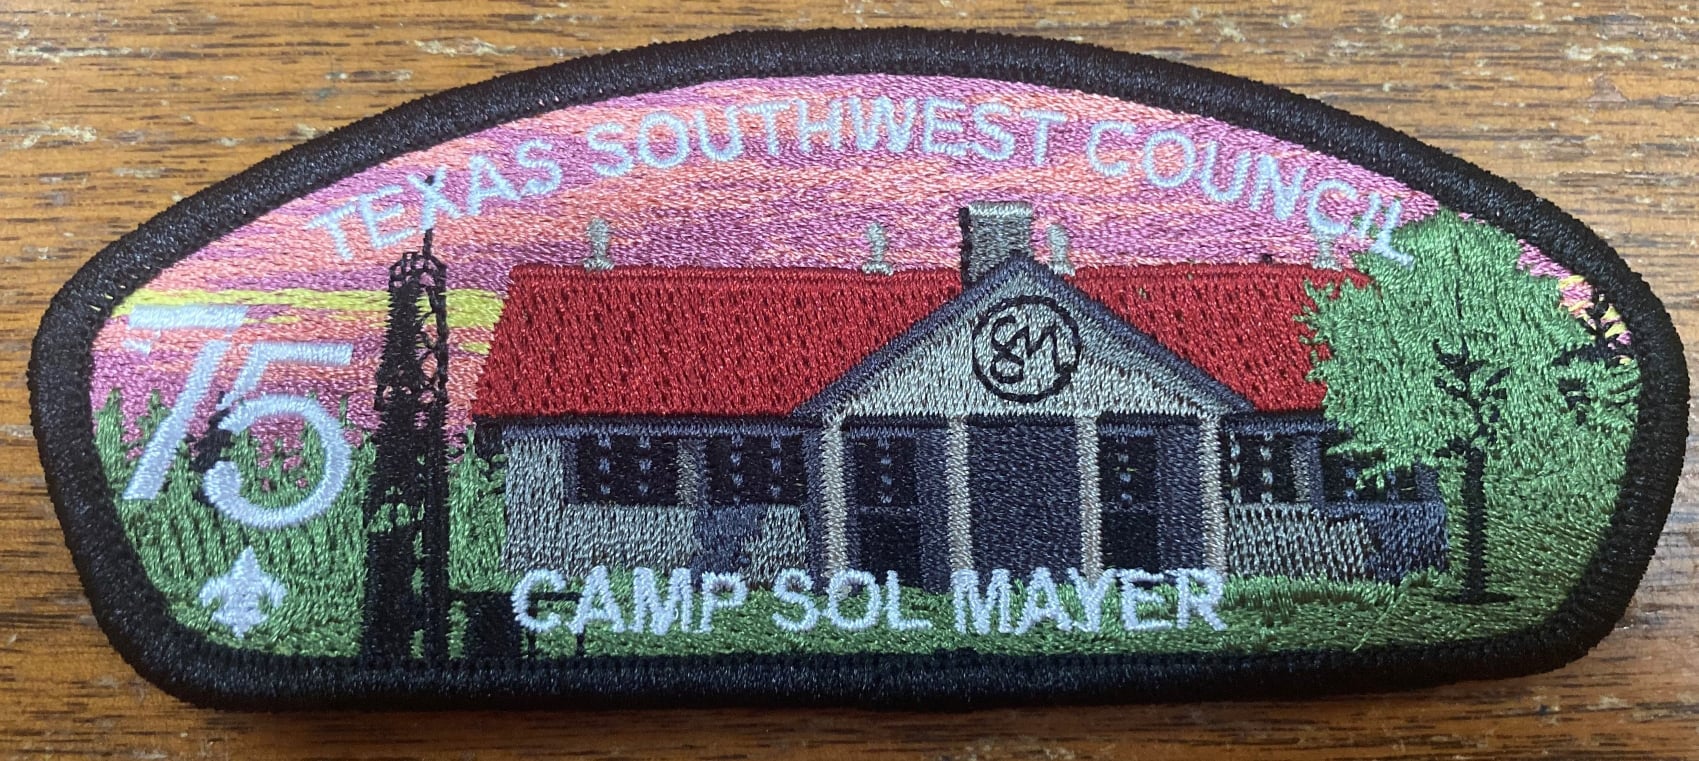 TEXAS SOUTHWEST COUNCIL
75
SM
CAMP SOL MAYER